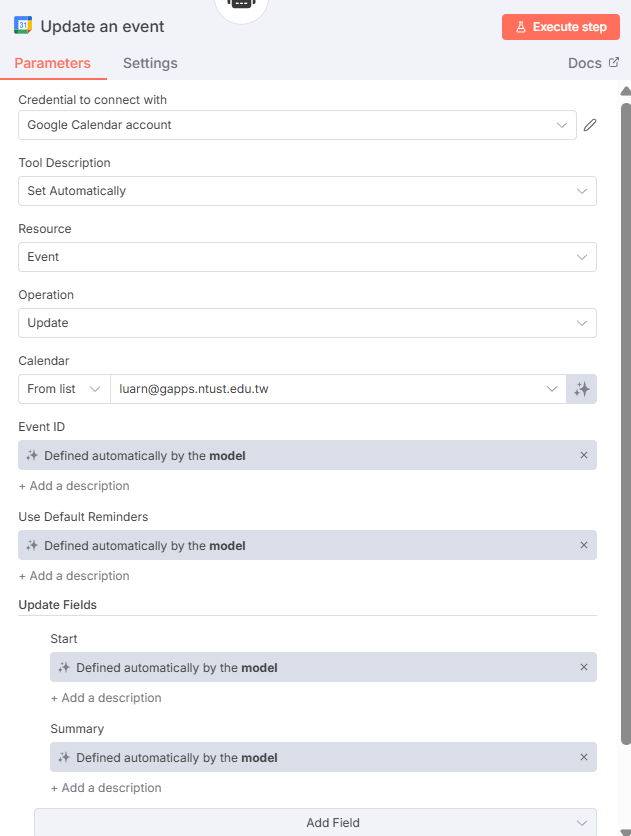 31 Update an event
Execute step
Parameters Settings Docs
Credential to connect with
Google Calendar account
Tool Description
Set Automatically
Resource
Event
Operation
Update
Calendar
From list luarn@gapps.ntust.edu.tw
Event ID
Defined automatically by the model ×
+ Add a description
Use Default Reminders
Defined automatically by the model ×
+ Add a description
Update Fields
Start
Defined automatically by the model ×
+ Add a description
Summary
Defined automatically by the model ×
+ Add a description
Add Field